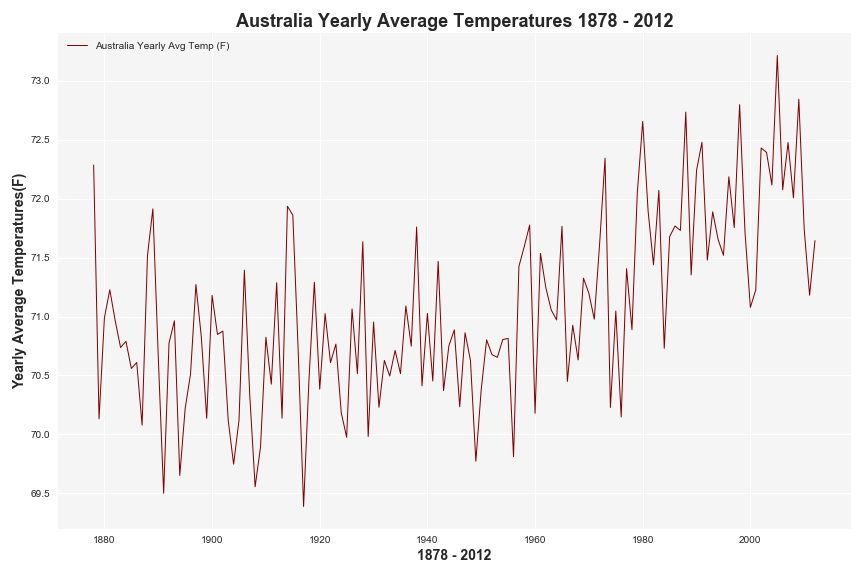 Australia Yearly Average Temperatures 1878 - 2012
Australia Yearly Avg Temp (F)
Yearly Average Temperatures(F)
73.0
72.5
72.0
71.5
71.0
70.5
70.0
69.5
1880 1900 1920 1940 1960 1980 2000
1878 - 2012